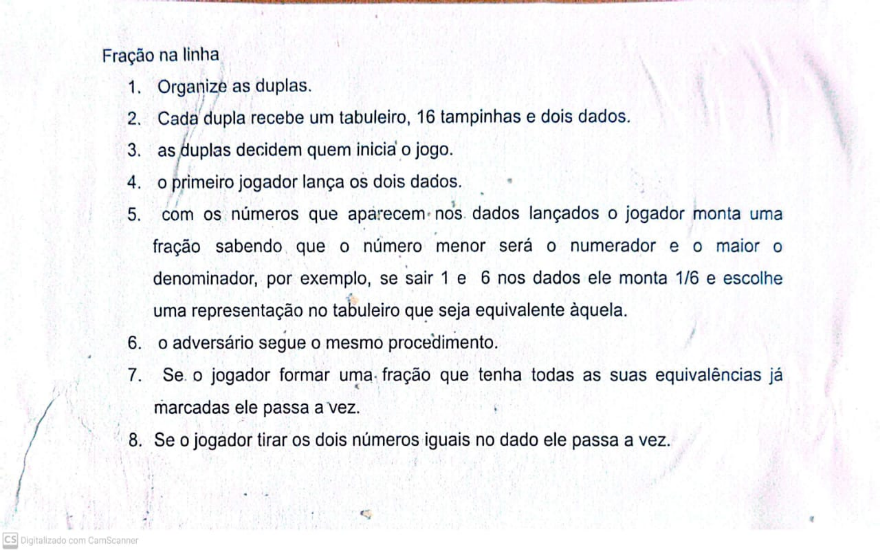 Fração na linha
1. Organize as duplas.
2. Cada dupla recebe um tabuleiro, 16 tampinhas e dois dados.
3. as duplas decidem quem inicia o jogo.
4. o primeiro jogador lança os dois dados.
5. com os números que aparecem nos dados lançados o jogador monta uma
fração sabendo que o número menor será o numerador e o maior o
denominador, por exemplo, se sair 1 e 6 nos dados ele monta 1/6 e escolhe
uma representação no tabuleiro que seja equivalente àquela.
6. o adversário segue o mesmo procedimento.
7. Se o jogador formar uma fração que tenha todas as suas equivalências já
marcadas ele passa a vez.
8. Se o jogador tirar os dois números iguais no dado ele passa a vez.
CS Digitalizado com CamScanner